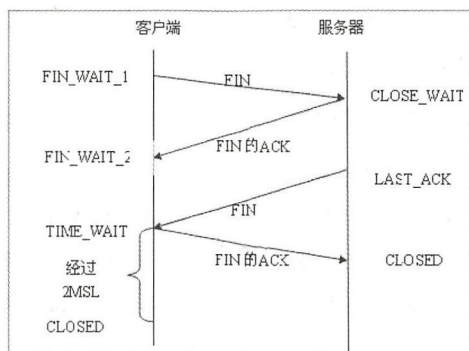 客户端
服务器
FIN_WAIT_1
FIN
CLOSE_WAIT
FIN的ACK
FIN_WAIT_2
LAST_ACK
FIN
TIME_WAIT
FIN的ACK
CLOSED
经过
2MSL
CLOSED